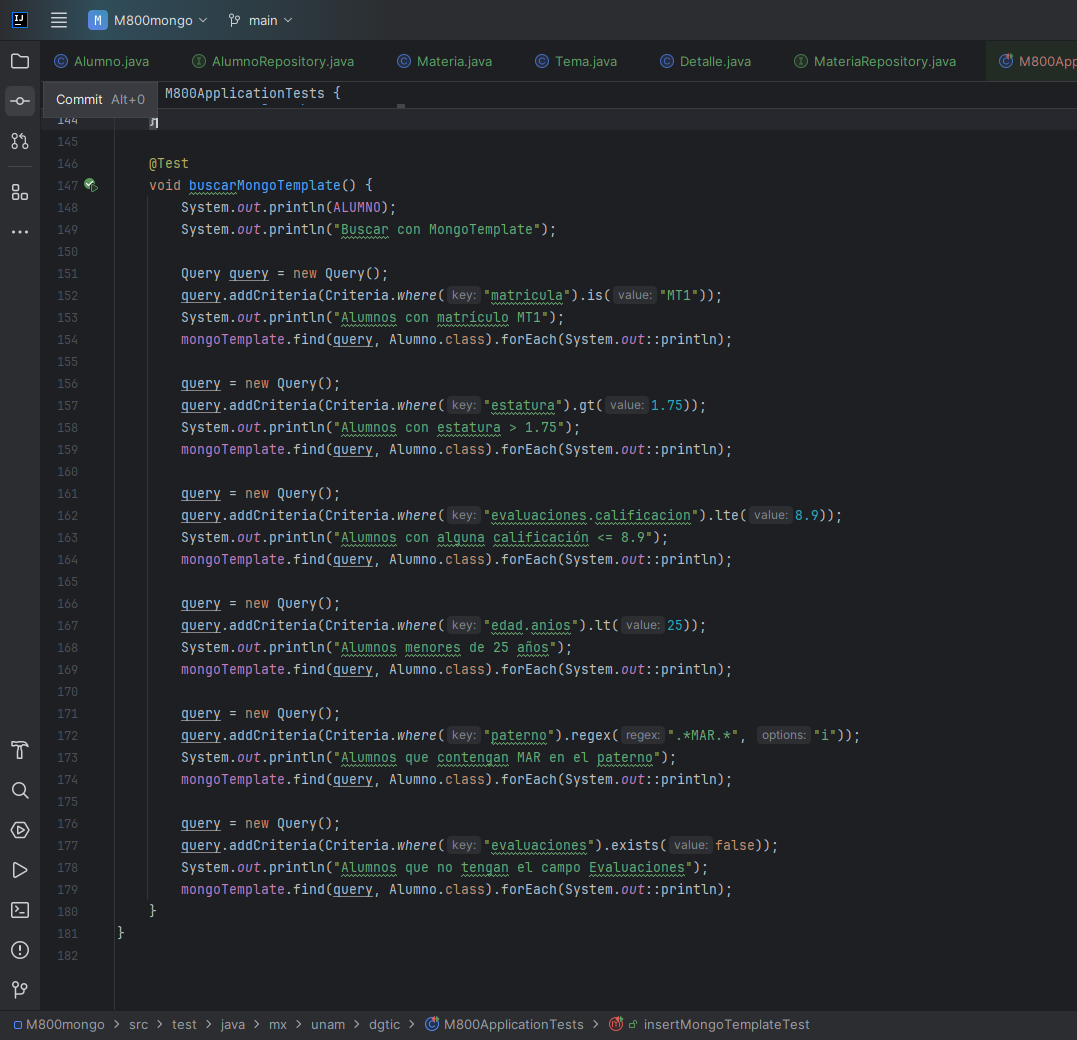 M M800mongo main
Alumno.java AlumnoRepository.java Materia.java Tema.java Detalle.java MateriaRepository.java M800App
Commit Alt+0 M800ApplicationTests {
144 }
145
146 @Test
147 void buscarMongoTemplate() {
148 System.out.println(ALUMNO);
149 System.out.println("Buscar con MongoTemplate");
150
151 Query query = new Query();
152 query.addCriteria(Criteria.where( key: "matricula").is( value: "MT1"));
153 System.out.println("Alumnos con matrículo MT1");
154 mongoTemplate.find(query, Alumno.class).forEach(System.out::println);
155
156 query = new Query();
157 query.addCriteria(Criteria.where( key: "estatura").gt( value: 1.75));
158 System.out.println("Alumnos con estatura > 1.75");
159 mongoTemplate.find(query, Alumno.class).forEach(System.out::println);
160
161 query = new Query();
162 query.addCriteria(Criteria.where( key: "evaluaciones.calificacion").lte( value: 8.9));
163 System.out.println("Alumnos con alguna calificación <= 8.9");
164 mongoTemplate.find(query, Alumno.class).forEach(System.out::println);
165
166 query = new Query();
167 query.addCriteria(Criteria.where( key: "edad.anios").lt( value: 25));
168 System.out.println("Alumnos menores de 25 años");
169 mongoTemplate.find(query, Alumno.class).forEach(System.out::println);
170
171 query = new Query();
172 query.addCriteria(Criteria.where( key: "paterno").regex( regex: ".*MAR.*", options: "i"));
173 System.out.println("Alumnos que contengan MAR en el paterno");
174 mongoTemplate.find(query, Alumno.class).forEach(System.out::println);
175
176 query = new Query();
177 query.addCriteria(Criteria.where( key: "evaluaciones").exists( value: false));
178 System.out.println("Alumnos que no tengan el campo Evaluaciones");
179 mongoTemplate.find(query, Alumno.class).forEach(System.out::println);
180 }
181 }
182
M800mongo > src > test > java > mx > unam > dgtic > M800ApplicationTests > insertMongoTemplateTest